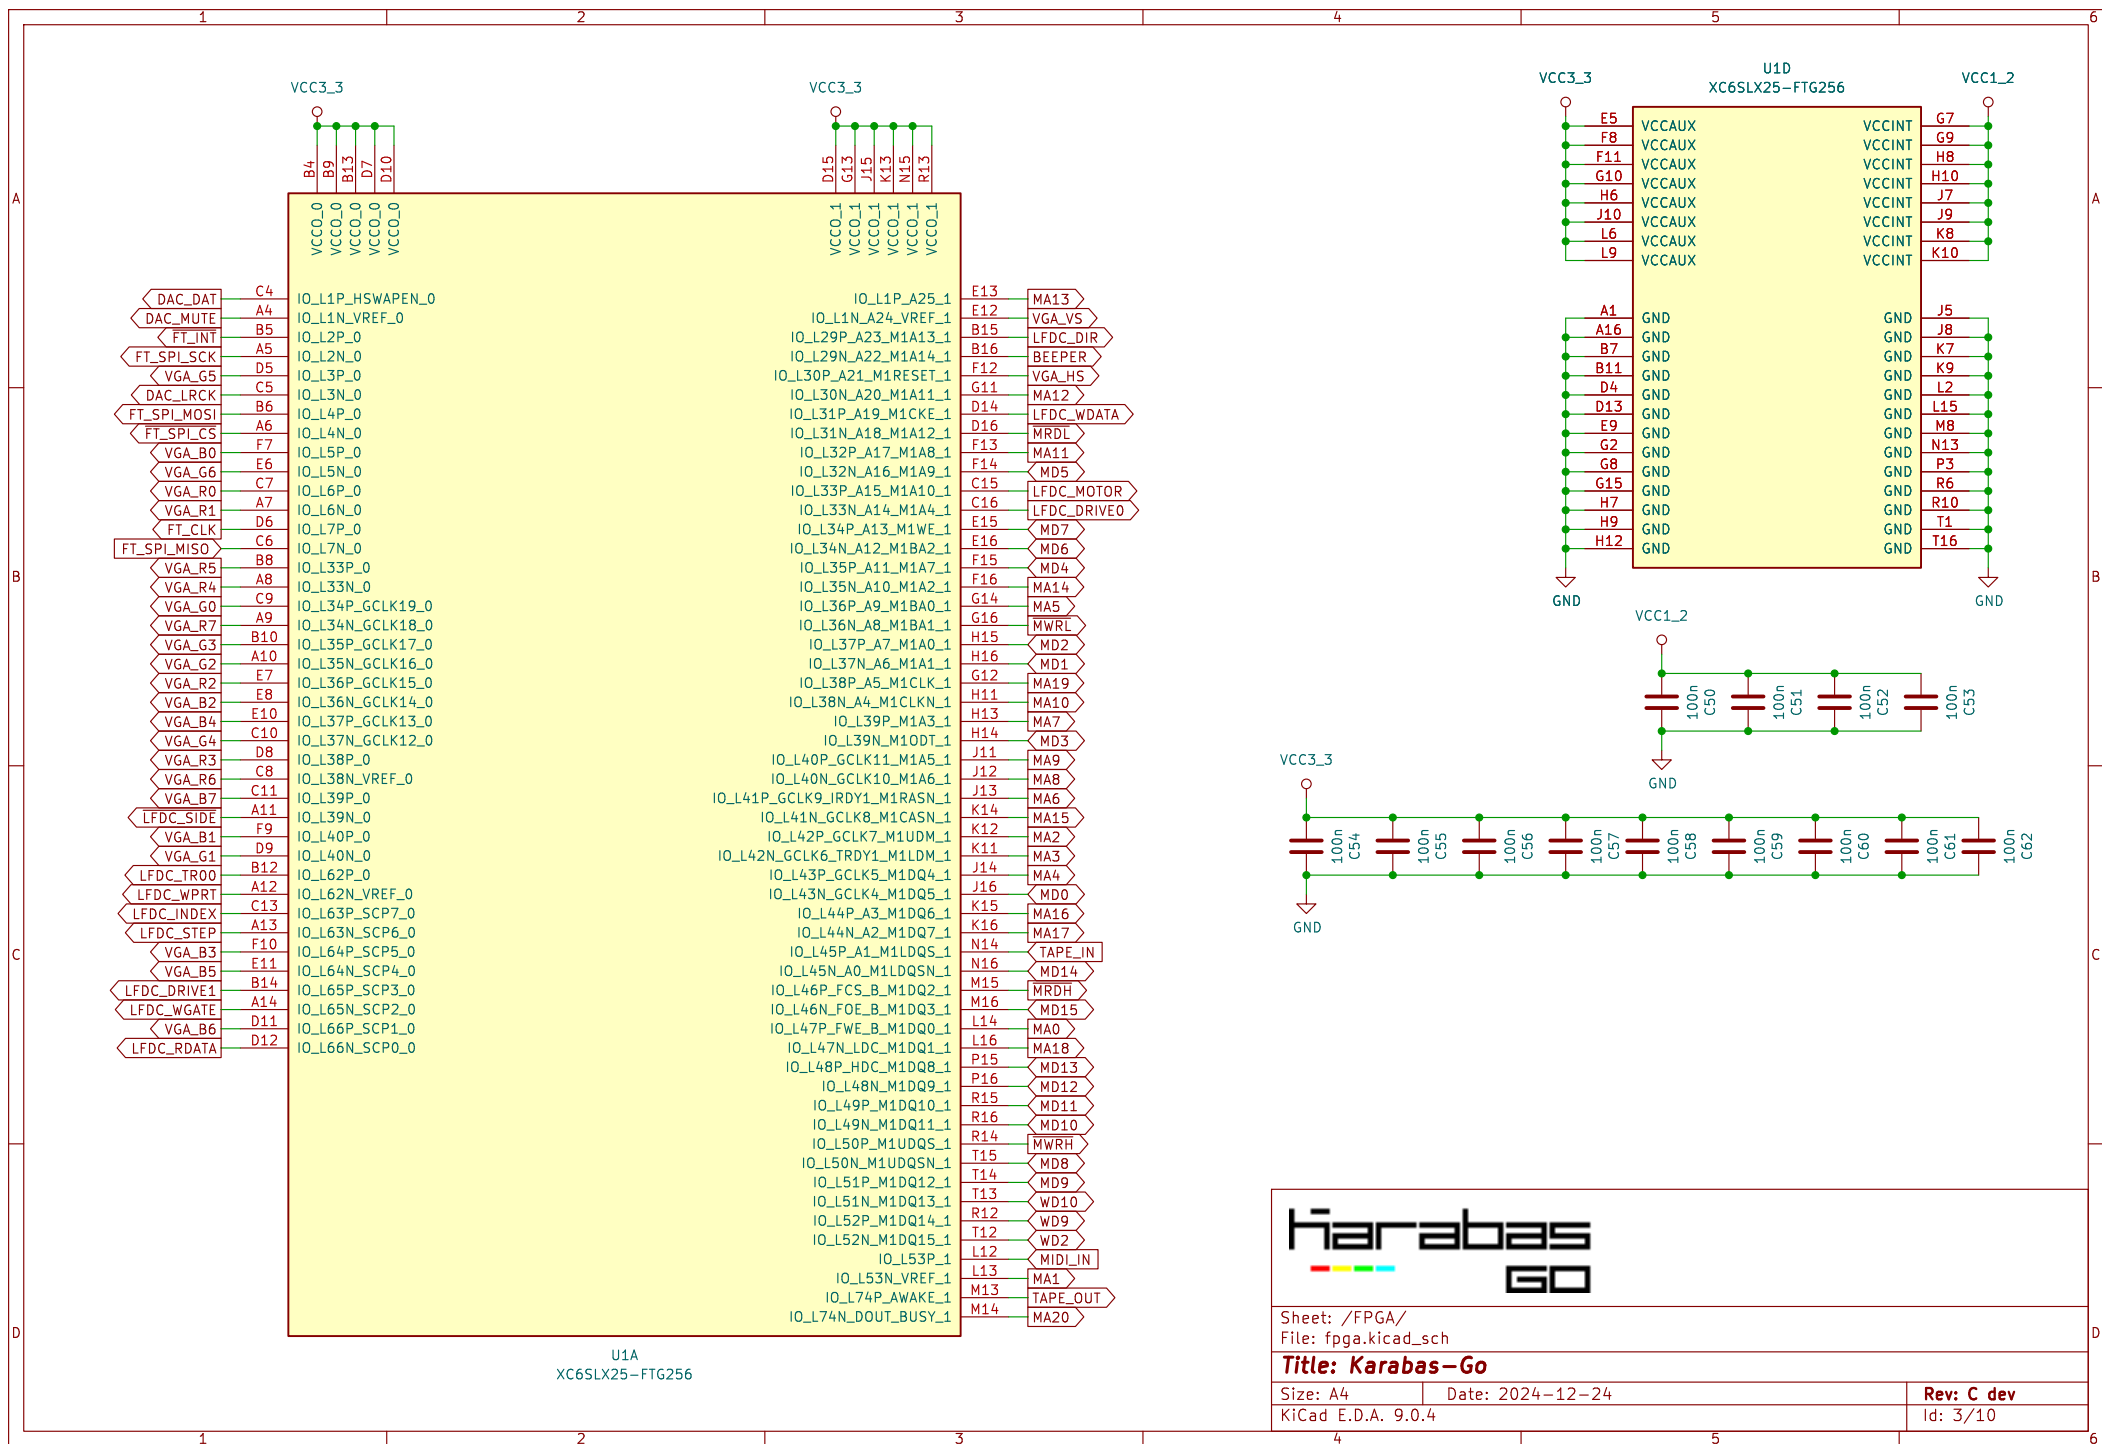 1 2 3 4 5 6
VCC3_3
B4 B9 B13 D7 D10
VCCO_0 VCCO_0 VCCO_0 VCCO_0 VCCO_0
VCC3_3
D15 G13 J15 K13 N15 R13
VCCO_1 VCCO_1 VCCO_1 VCCO_1 VCCO_1 VCCO_1
A A
B B
C C
D D
DAC_DAT C4 IO_L1P_HSWAPEN_0
DAC_MUTE A4 IO_L1N_VREF_0
FT_INT B5 IO_L2P_0
FT_SPI_SCK A5 IO_L2N_0
VGA_G5 D5 IO_L3P_0
DAC_LRCK C5 IO_L3N_0
FT_SPI_MOSI B6 IO_L4P_0
FT_SPI_CS A6 IO_L4N_0
VGA_B0 F7 IO_L5P_0
VGA_G6 E6 IO_L5N_0
VGA_R0 C7 IO_L6P_0
VGA_R1 A7 IO_L6N_0
FT_CLK D6 IO_L7P_0
FT_SPI_MISO C6 IO_L7N_0
VGA_R5 B8 IO_L33P_0
VGA_R4 A8 IO_L33N_0
VGA_G0 C9 IO_L34P_GCLK19_0
VGA_R7 A9 IO_L34N_GCLK18_0
VGA_G3 B10 IO_L35P_GCLK17_0
VGA_G2 A10 IO_L35N_GCLK16_0
VGA_R2 E7 IO_L36P_GCLK15_0
VGA_B2 E8 IO_L36N_GCLK14_0
VGA_B4 E10 IO_L37P_GCLK13_0
VGA_G4 C10 IO_L37N_GCLK12_0
VGA_R3 D8 IO_L38P_0
VGA_R6 C8 IO_L38N_VREF_0
VGA_B7 C11 IO_L39P_0
LFDC_SIDE A11 IO_L39N_0
VGA_B1 F9 IO_L40P_0
VGA_G1 D9 IO_L40N_0
LFDC_TR00 B12 IO_L62P_0
LFDC_WPRT A12 IO_L62N_VREF_0
LFDC_INDEX C13 IO_L63P_SCP7_0
LFDC_STEP A13 IO_L63N_SCP6_0
VGA_B3 F10 IO_L64P_SCP5_0
VGA_B5 E11 IO_L64N_SCP4_0
LFDC_DRIVE1 B14 IO_L65P_SCP3_0
LFDC_WGATE A14 IO_L65N_SCP2_0
VGA_B6 D11 IO_L66P_SCP1_0
LFDC_RDATA D12 IO_L66N_SCP0_0
IO_L1P_A25_1 E13 MA13
IO_L1N_A24_VREF_1 E12 VGA_VS
IO_L29P_A23_M1A13_1 B15 LFDC_DIR
IO_L29N_A22_M1A14_1 B16 BEEPER
IO_L30P_A21_M1RESET_1 F12 VGA_HS
IO_L30N_A20_M1A11_1 G11 MA12
IO_L31P_A19_M1CKE_1 D14 LFDC_WDATA
IO_L31N_A18_M1A12_1 D16 MRDL
IO_L32P_A17_M1A8_1 F13 MA11
IO_L32N_A16_M1A9_1 F14 MD5
IO_L33P_A15_M1A10_1 C15 LFDC_MOTOR
IO_L33N_A14_M1A4_1 C16 LFDC_DRIVE0
IO_L34P_A13_M1WE_1 E15 MD7
IO_L34N_A12_M1BA2_1 E16 MD6
IO_L35P_A11_M1A7_1 F15 MD4
IO_L35N_A10_M1A2_1 F16 MA14
IO_L36P_A9_M1BA0_1 G14 MA5
IO_L36N_A8_M1BA1_1 G16 MWRL
IO_L37P_A7_M1A0_1 H15 MD2
IO_L37N_A6_M1A1_1 H16 MD1
IO_L38P_A5_M1CLK_1 G12 MA19
IO_L38N_A4_M1CLKN_1 H11 MA10
IO_L39P_M1A3_1 H13 MA7
IO_L39N_M1ODT_1 H14 MD3
IO_L40P_GCLK11_M1A5_1 J11 MA9
IO_L40N_GCLK10_M1A6_1 J12 MA8
IO_L41P_GCLK9_IRDY1_M1RASN_1 J13 MA6
IO_L41N_GCLK8_M1CASN_1 K14 MA15
IO_L42P_GCLK7_M1UDM_1 K12 MA2
IO_L42N_GCLK6_TRDY1_M1LDM_1 K11 MA3
IO_L43P_GCLK5_M1DQ4_1 J14 MA4
IO_L43N_GCLK4_M1DQ5_1 J16 MD0
IO_L44P_A3_M1DQ6_1 K15 MA16
IO_L44N_A2_M1DQ7_1 K16 MA17
IO_L45P_A1_M1LDQS_1 N14 TAPE_IN
IO_L45N_A0_M1LDQSN_1 N16 MD14
IO_L46P_FCS_B_M1DQ2_1 M15 MRDH
IO_L46N_FOE_B_M1DQ3_1 M16 MD15
IO_L47P_FWE_B_M1DQ0_1 L14 MA0
IO_L47N_LDC_M1DQ1_1 L16 MA18
IO_L48P_HDC_M1DQ8_1 P15 MD13
IO_L48N_M1DQ9_1 P16 MD12
IO_L49P_M1DQ10_1 R15 MD11
IO_L49N_M1DQ11_1 R16 MD10
IO_L50P_M1UDQS_1 R14 MWRH
IO_L50N_M1UDQSN_1 T15 MD8
IO_L51P_M1DQ12_1 T14 MD9
IO_L51N_M1DQ13_1 T13 WD10
IO_L52P_M1DQ14_1 R12 WD9
IO_L52N_M1DQ15_1 T12 WD2
IO_L53P_1 L12 MIDI_IN
IO_L53N_VREF_1 L13 MA1
IO_L74P_AWAKE_1 M13 TAPE_OUT
IO_L74N_DOUT_BUSY_1 M14 MA20
U1A
XC6SLX25-FTG256
U1D
XC6SLX25-FTG256
VCC3_3 VCC1_2
E5 VCCAUX VCCINT G7
F8 VCCAUX VCCINT G9
F11 VCCAUX VCCINT H8
G10 VCCAUX VCCINT H10
H6 VCCAUX VCCINT J7
J10 VCCAUX VCCINT J9
L6 VCCAUX VCCINT K8
L9 VCCAUX VCCINT K10
A1 GND GND J5
A16 GND GND J8
B7 GND GND K7
B11 GND GND K9
D4 GND GND L2
D13 GND GND L15
E9 GND GND M8
G2 GND GND N13
G8 GND GND P3
G15 GND GND R6
H7 GND GND R10
H9 GND GND T1
H12 GND GND T16
GND GND
VCC1_2
100n C50 100n C51 100n C52 100n C53
GND
VCC3_3
100n C54 100n C55 100n C56 100n C57 100n C58 100n C59 100n C60 100n C61 100n C62
GND
Karabas
GO
Sheet: /FPGA/
File: fpga.kicad_sch
Title: Karabas-Go
Size: A4 Date: 2024-12-24 Rev: C dev
KiCad E.D.A. 9.0.4 Id: 3/10
1 2 3 4 5 6